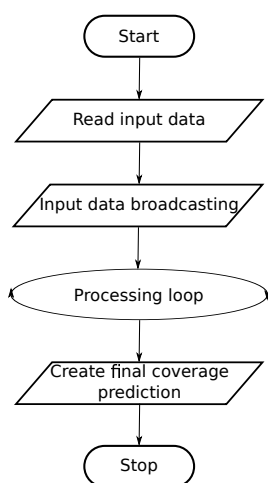 Start
Read input data
Input data broadcasting
Processing loop
Create final coverage
prediction
Stop